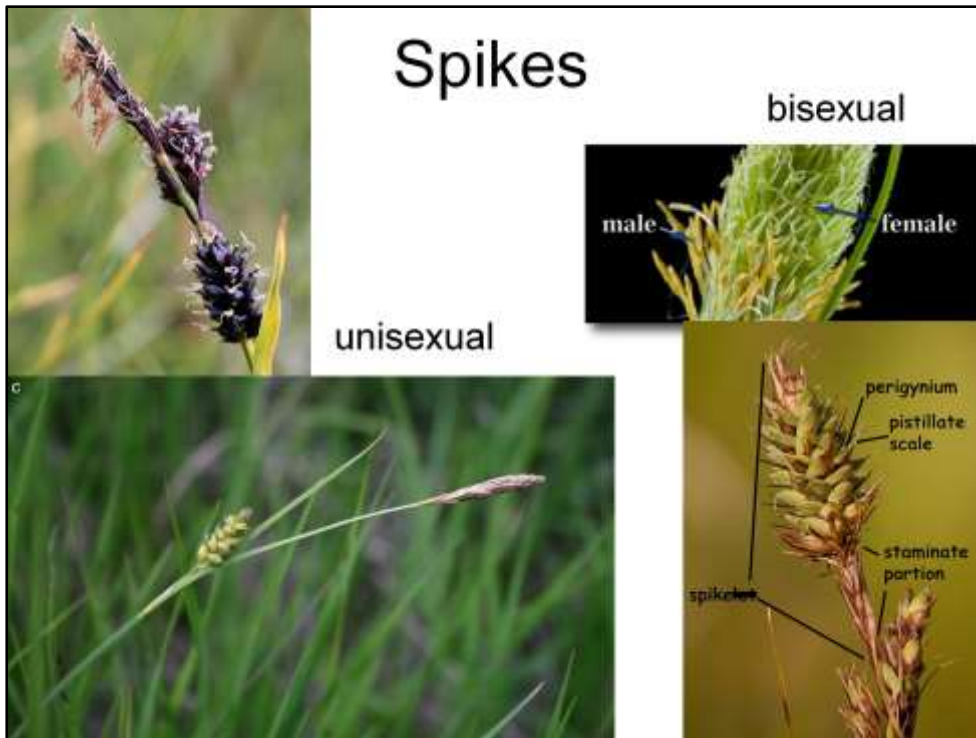 Spikes
bisexual
male
female
unisexual
c
perigynium
pistillate
scale
staminate
portion
spikelet